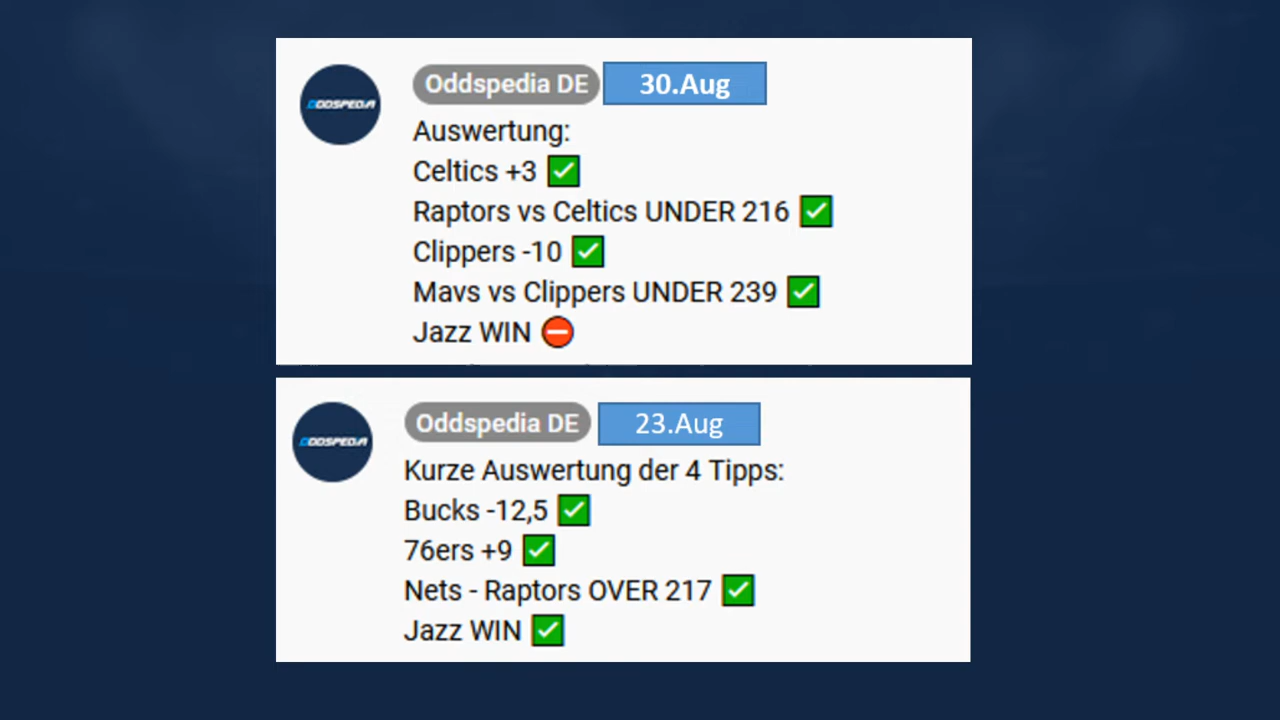 ODDSPEDIA
Oddspedia DE 30.Aug
Auswertung:
Celtics +3 ✅
Raptors vs Celtics UNDER 216 ✅
Clippers -10 ✅
Mavs vs Clippers UNDER 239 ✅
Jazz WIN ⛔
ODDSPEDIA
Oddspedia DE 23.Aug
Kurze Auswertung der 4 Tipps:
Bucks -12,5 ✅
76ers +9 ✅
Nets - Raptors OVER 217 ✅
Jazz WIN ✅